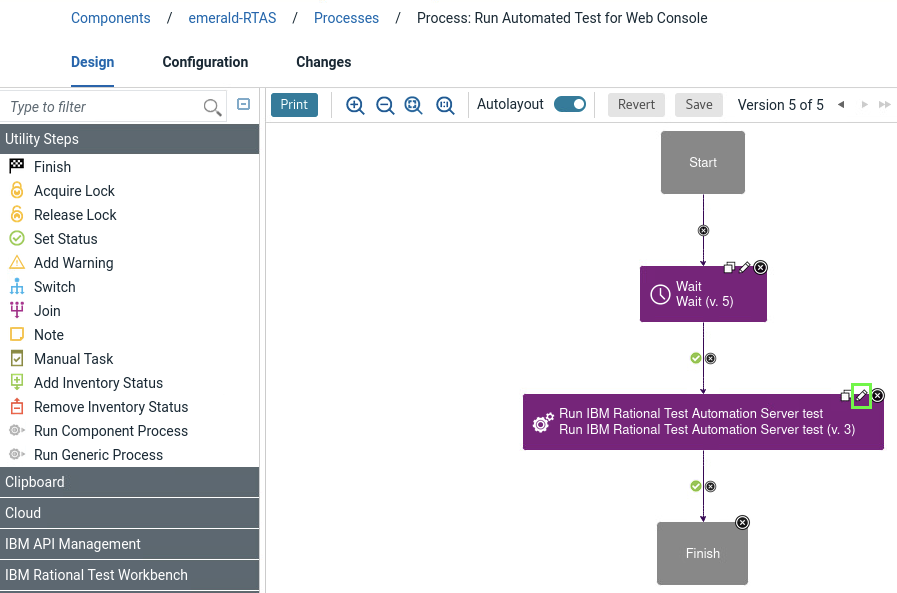 Components / emerald-RTAS / Processes / Process: Run Automated Test for Web Console
Design Configuration Changes
Type to filter
Print Autolayout Revert Save Version 5 of 5
Utility Steps
Finish
Acquire Lock
Release Lock
Set Status
Add Warning
Switch
Join
Note
Manual Task
Add Inventory Status
Remove Inventory Status
Run Component Process
Run Generic Process
Clipboard
Cloud
IBM API Management
IBM Rational Test Workbench
Start
Wait
Wait (v. 5)
Run IBM Rational Test Automation Server test
Run IBM Rational Test Automation Server test (v. 3)
Finish